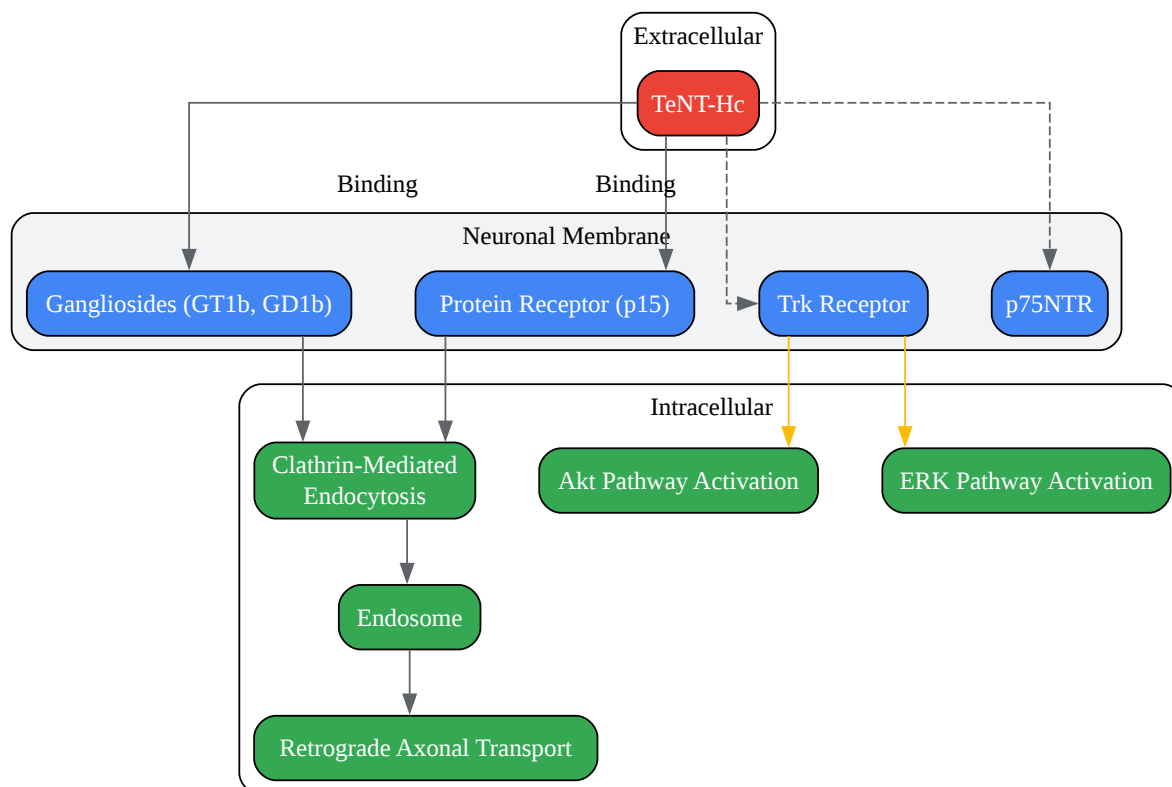 Extracellular
TeNT-Hc
Binding
Binding
Neuronal Membrane
Gangliosides (GT1b, GD1b)
Protein Receptor (p15)
Trk Receptor
p75NTR
Intracellular
Clathrin-Mediated
Endocytosis
Akt Pathway Activation
ERK Pathway Activation
Endosome
Retrograde Axonal Transport